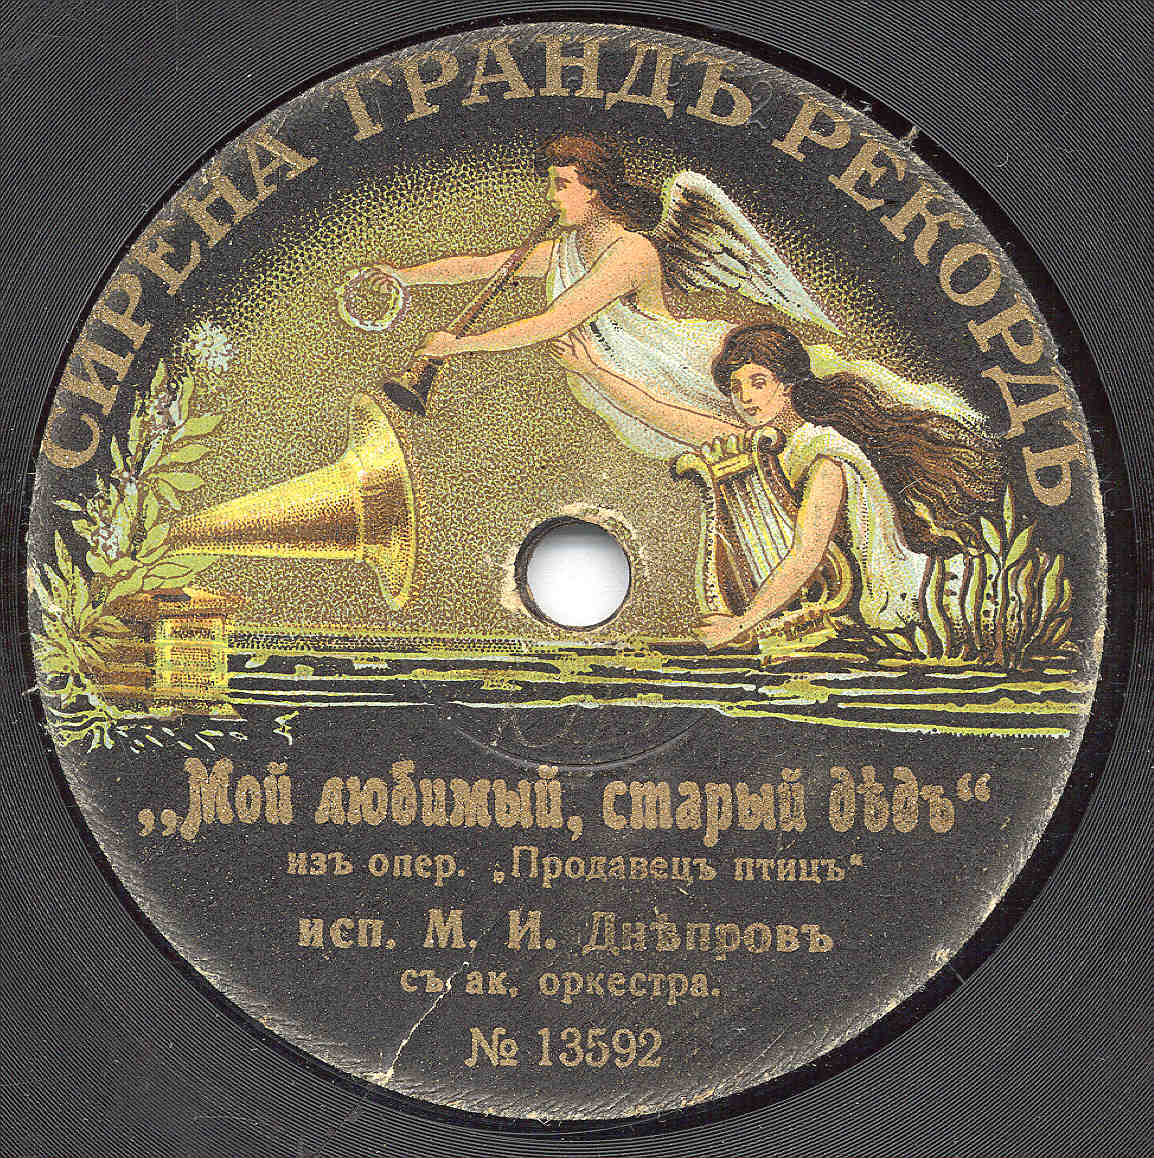 СИРЕНА ГРАНДЪ РЕКОРДЪ
„Мой любимый, старый дѣдъ“
изъ опер. „Продавецъ птицъ“
исп. М. И. Днѣпровъ
съ ак. оркестра.
№ 13592